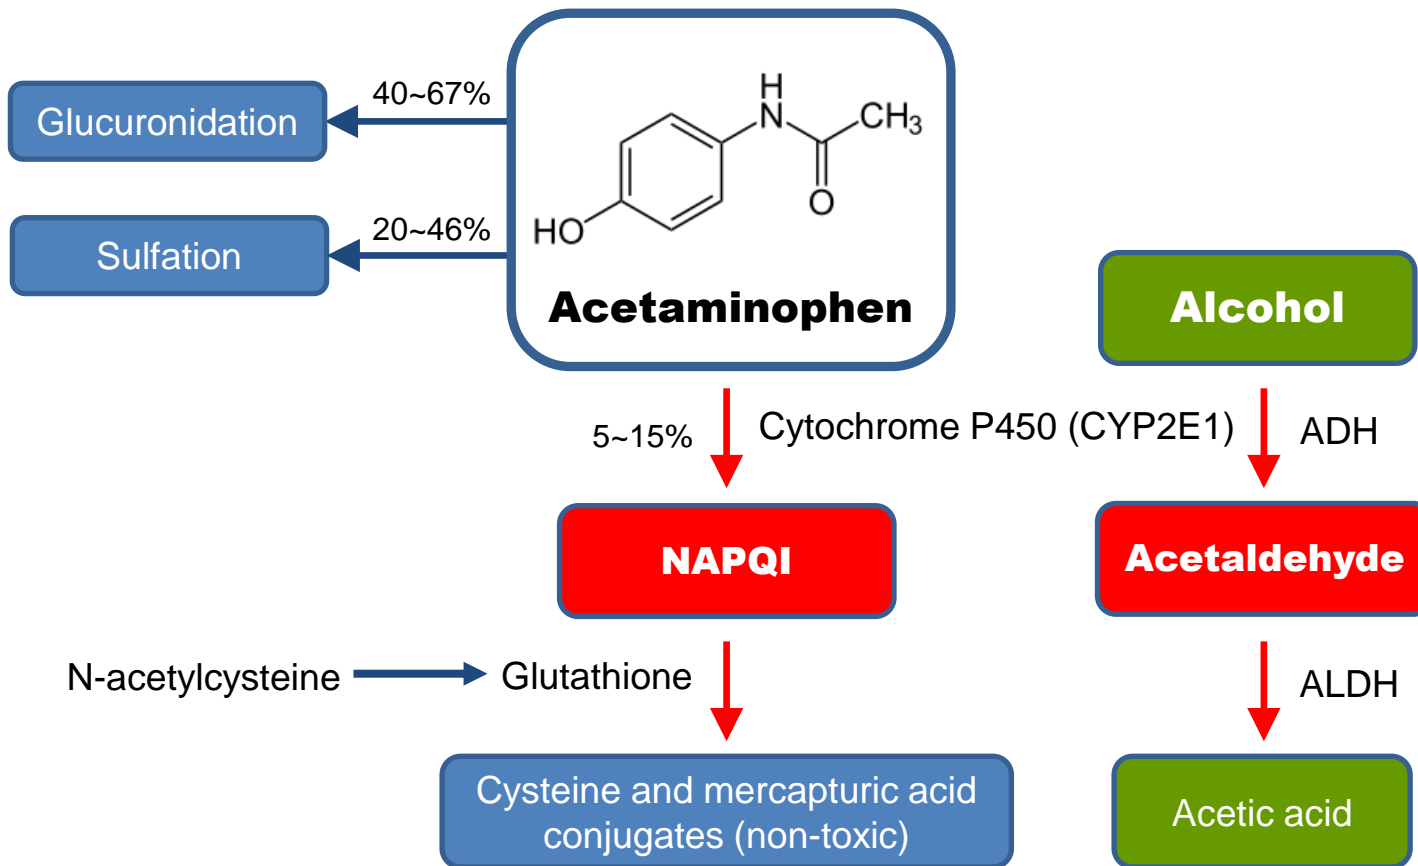 Glucuronidation
40~67%
Sulfation
20~46%
H
N
CH3
O
HO
Acetaminophen
Alcohol
5~15%
Cytochrome P450 (CYP2E1)
ADH
NAPQI
Acetaldehyde
N-acetylcysteine
Glutathione
ALDH
Cysteine and mercapturic acid
conjugates (non-toxic)
Acetic acid